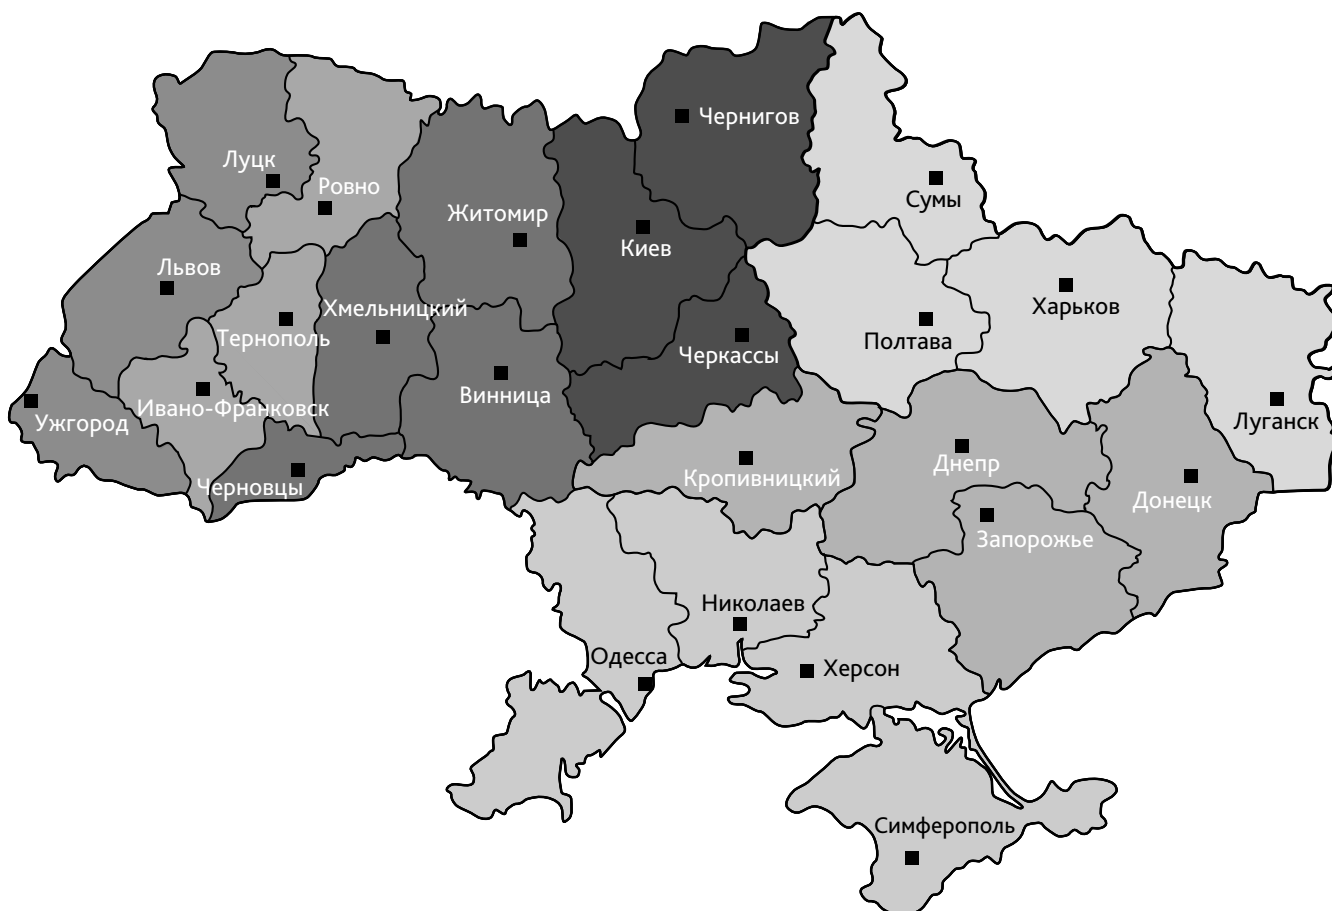 Чернигов
Луцк
Ровно
Сумы
Житомир
Киев
Львов
Харьков
Хмельницкий
Тернополь
Полтава
Черкассы
Винница
Ивано-Франковск
Ужгород
Луганск
Днепр
Кропивницкий
Черновцы
Донецк
Запорожье
Николаев
Одесса
Херсон
Симферополь